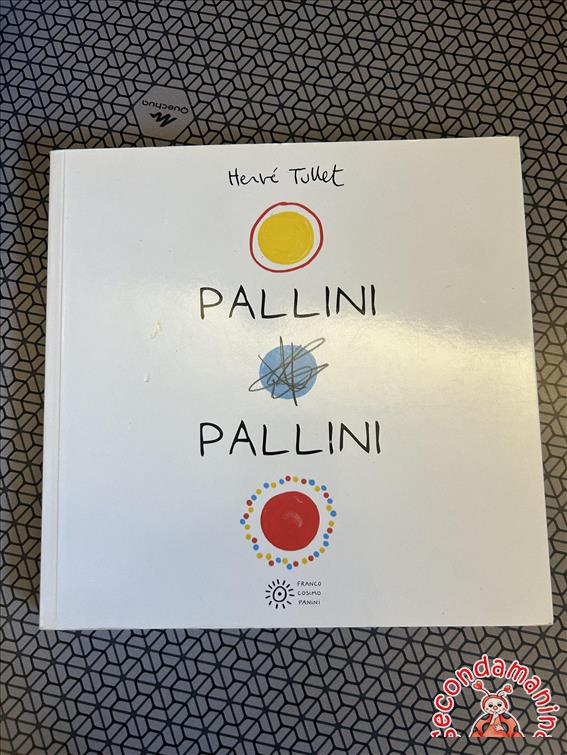 Quechua
Hervé Tullet
PALLINI
PALLINI
FRANCO
COSIMO
PANINI
secondamanina